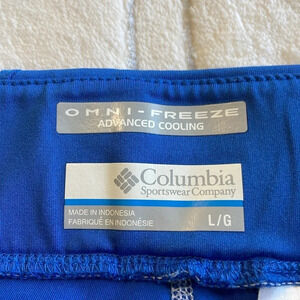 OMNI-FREEZE
ADVANCED COOLING
Columbia
Sportswear Company
MADE IN INDONESIA
FABRIQUÉ EN INDONÉSIE
L/G